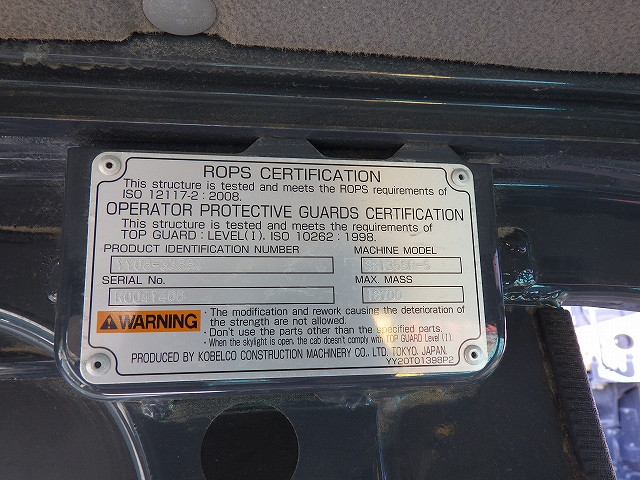 ROPS CERTIFICATION
This structure is tested and meets the ROPS requirements of
ISO 12117-2 : 2008.
OPERATOR PROTECTIVE GUARDS CERTIFICATION
This structure is tested and meets the requirements of
TOP GUARD : LEVEL(I). ISO 10262 : 1998.
PRODUCT IDENTIFICATION NUMBER
MACHINE MODEL
SERIAL No.
MAX. MASS
WARNING
· The modification and rework causing the deterioration of
the strength are not allowed.
· Don't use the parts other than the specified parts.
· When the skylight is open, the cab doesn't comply with TOP GUARD Level (I).
PRODUCED BY KOBELCO CONSTRUCTION MACHINERY CO., LTD. TOKYO, JAPAN.
YY20T01398P2